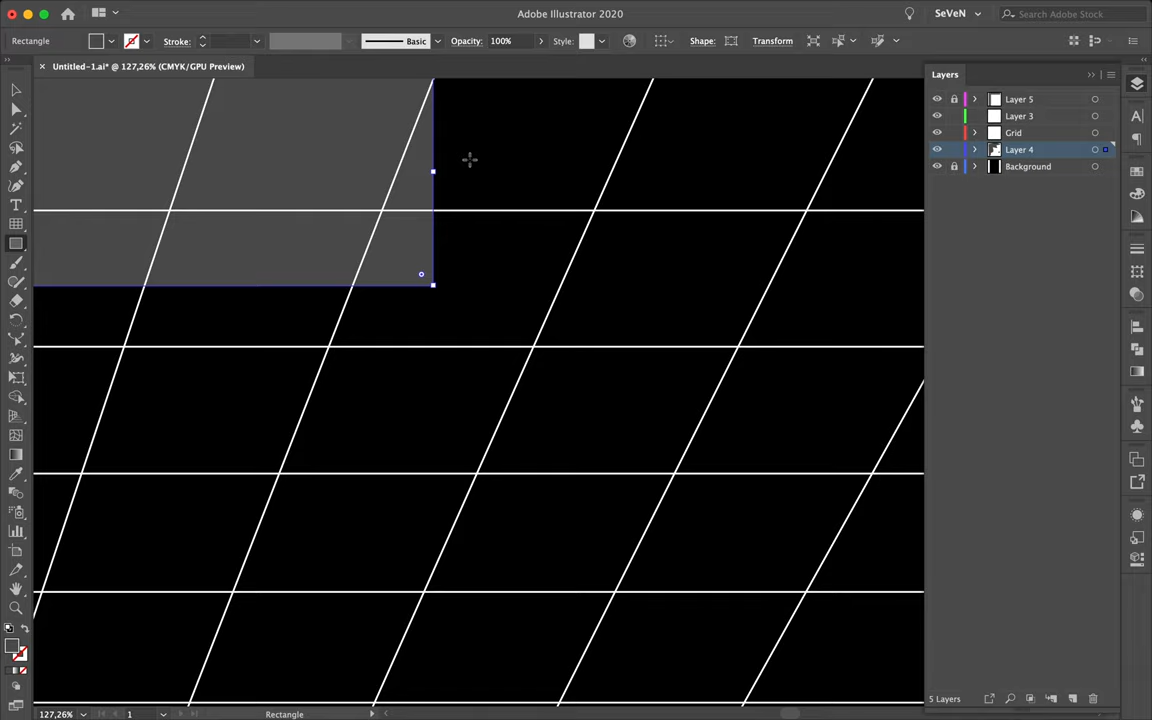 Adobe Illustrator 2020
SeVeN
Search Adobe Stock
Rectangle
Stroke:
Basic
Opacity:
100%
Style:
Shape:
Transform
× Untitled-1.ai* @ 127,26% (CMYK/GPU Preview)
Layers
Layer 5
Layer 3
Grid
Layer 4
Background
5 Layers
127,26%
1
Rectangle